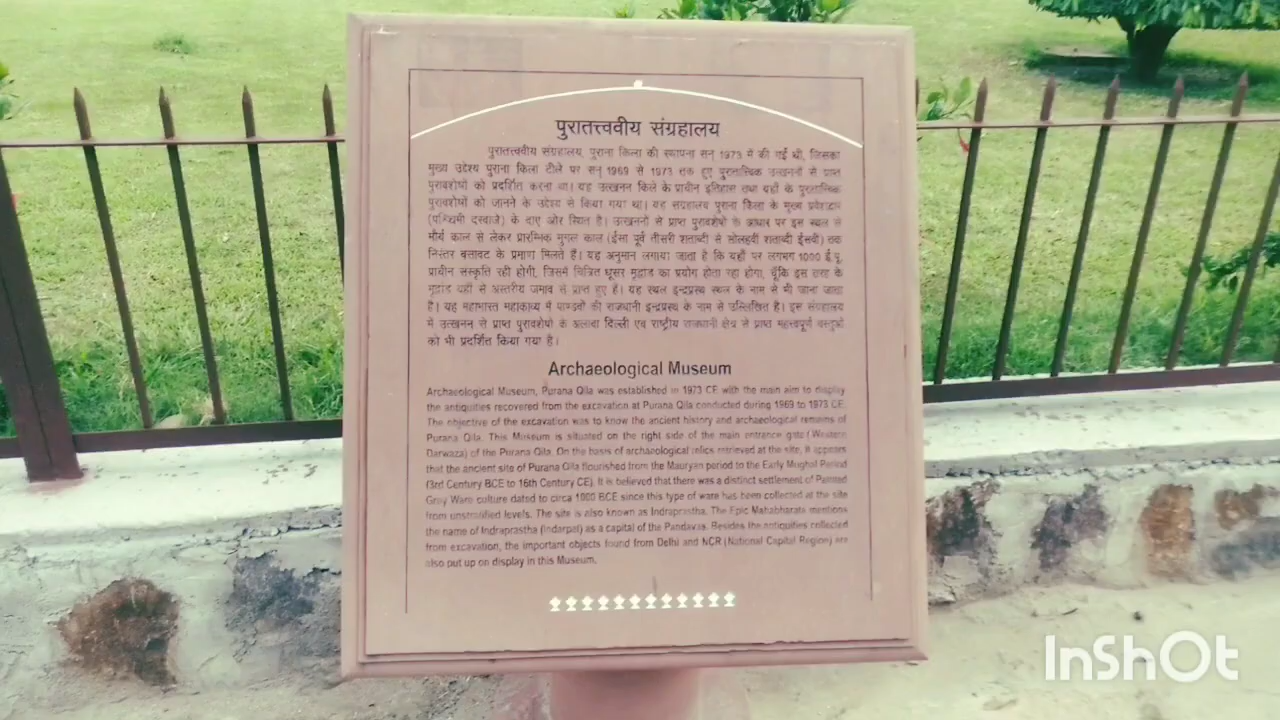 पुरातत्त्ववीय संग्रहालय
पुरातत्त्ववीय संग्रहालय, पुराना किला की स्थापना सन् 1973 में की गई थी, जिसका
मुख्य उद्देश्य पुराना किला टीले पर सन् 1969 से 1973 तक हुए पुरातात्विक उत्खननों से प्राप्त
पुरावशेषों को प्रदर्शित करना था। यह उत्खनन किले के प्राचीन इतिहास तथा यहाँ के पुरातात्विक
पुरावशेषों को जानने के उद्देश्य से किया गया था। यह संग्रहालय पुराना किला के मुख्य प्रवेशद्वार
(पश्चिमी दरवाजे) के दाए ओर स्थित है। उत्खननों से प्राप्त पुरावशेषों के आधार पर इस स्थल से
मौर्य काल से लेकर प्रारम्भिक मुगल काल (ईसा पूर्व तीसरी शताब्दी से सोलहवीं शताब्दी ईसवी) तक
निरंतर बसावट के प्रमाण मिलते हैं। यह अनुमान लगाया जाता है कि यहाँ पर लगभग 1000 ई.पू.
प्राचीन संस्कृति रही होगी, जिसमें चित्रित धूसर मृद्भांड का प्रयोग होता रहा होगा, चूँकि इस तरह के
मृद्भांड यहाँ से अस्तरीय जमाव से प्राप्त हुए हैं। यह स्थल इन्द्रप्रस्थ स्थल के नाम से भी जाना जाता
है। यह महाभारत महाकाव्य में पाण्डवों की राजधानी इन्द्रप्रस्थ के नाम से उल्लिखित है। इस संग्रहालय
में उत्खनन से प्राप्त पुरावशेषों के अलावा दिल्ली एवं राष्ट्रीय राजधानी क्षेत्र से प्राप्त महत्त्वपूर्ण वस्तुओं
को भी प्रदर्शित किया गया है।
Archaeological Museum
Archaeological Museum, Purana Qila was established in 1973 CE with the main aim to display
the antiquities recovered from the excavation at Purana Qila conducted during 1969 to 1973 CE.
The objective of the excavation was to know the ancient history and archaeological remains of
Purana Qila. This Museum is situated on the right side of the main entrance gate (Western
Darwaza) of the Purana Qila. On the basis of archaeological relics retrieved at the site, it appears
that the ancient site of Purana Qila flourished from the Mauryan period to the Early Mughal Period
(3rd Century BCE to 16th Century CE). It is believed that there was a distinct settlement of Painted
Grey Ware culture dated to circa 1000 BCE since this type of ware has been collected at the site
from unstratified levels. The site is also known as Indraprastha. The Epic Mahabharata mentions
the name of Indraprastha (Indarpat) as a capital of the Pandavas. Besides the antiquities collected
from excavation, the important objects found from Delhi and NCR (National Capital Region) are
also put up on display in this Museum.
InShOt